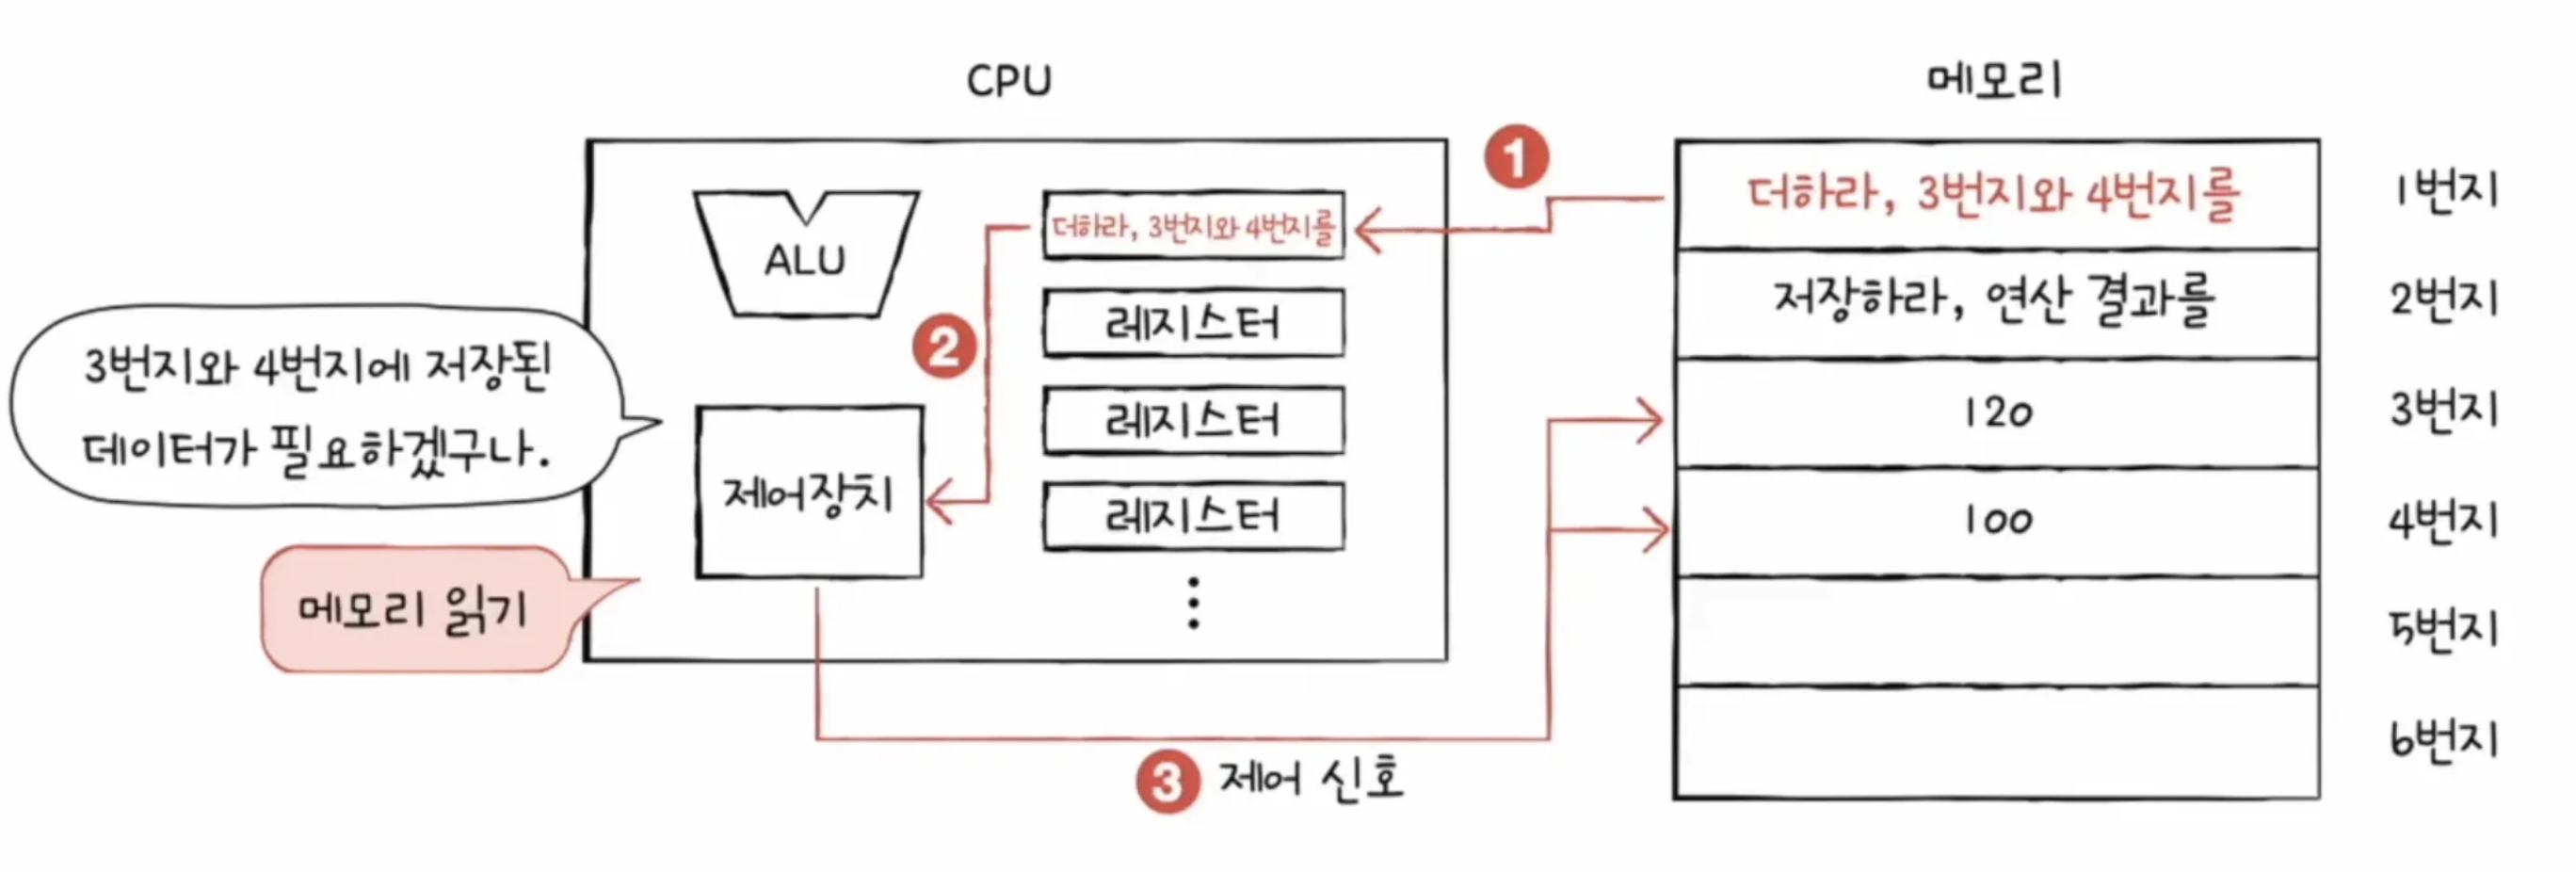 CPU
메모리
1
더하라, 3번지와 4번지를
1번지
더하라, 3번지와 4번지를
ALU
저장하라, 연산 결과를
2번지
레지스터
2
3번지와 4번지에 저장된
데이터가 필요하겠구나.
레지스터
120
3번지
제어장치
레지스터
100
4번지
메모리 읽기
5번지
6번지
3 제어 신호